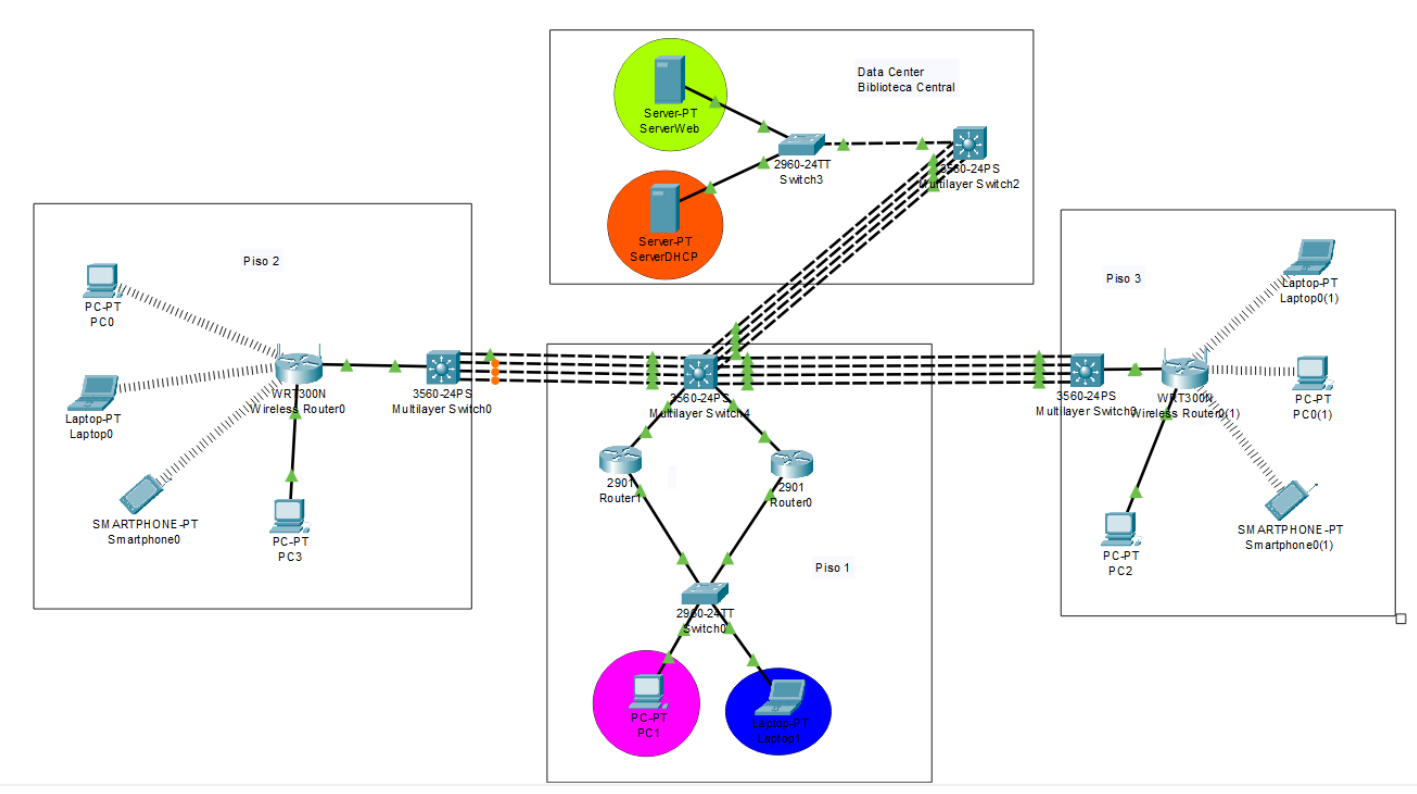 Data Center
Biblioteca Central
Server-PT
ServerWeb
2960-24TT
Switch3
3560-24PS
Multilayer Switch2
Server-PT
ServerDHCP
Piso 2
PC-PT
PC0
Laptop-PT
Laptop0
SMARTPHONE-PT
Smartphone0
PC-PT
PC3
WRT300N
Wireless Router0
3560-24PS
Multilayer Switch0
3560-24PS
Multilayer Switch4
2901
Router1
2901
Router0
Piso 1
2960-24TT
Switch0
PC-PT
PC1
Laptop-PT
Laptop1
Piso 3
Laptop-PT
Laptop0(1)
3560-24PS
Multilayer Switch3
WRT300N
Wireless Router0(1)
PC-PT
PC0(1)
SMARTPHONE-PT
Smartphone0(1)
PC-PT
PC2